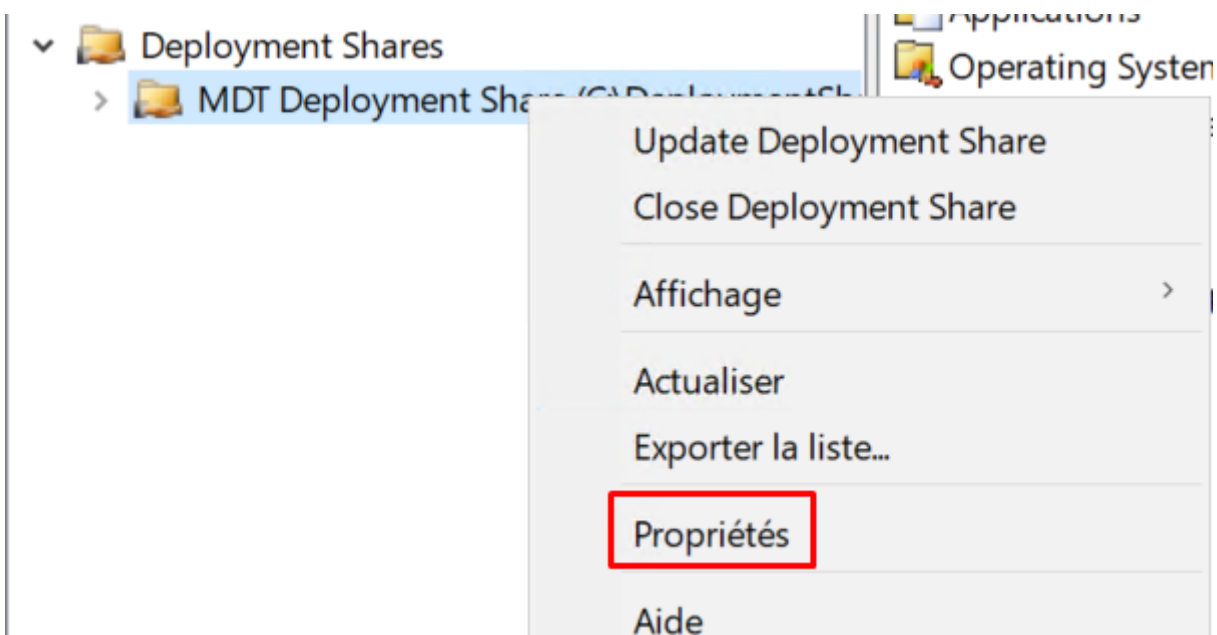 Deployment Shares
MDT Deployment Share (C:\DeploymentSh
Applications
Operating System
Update Deployment Share
Close Deployment Share
Affichage
Actualiser
Exporter la liste...
Propriétés
Aide